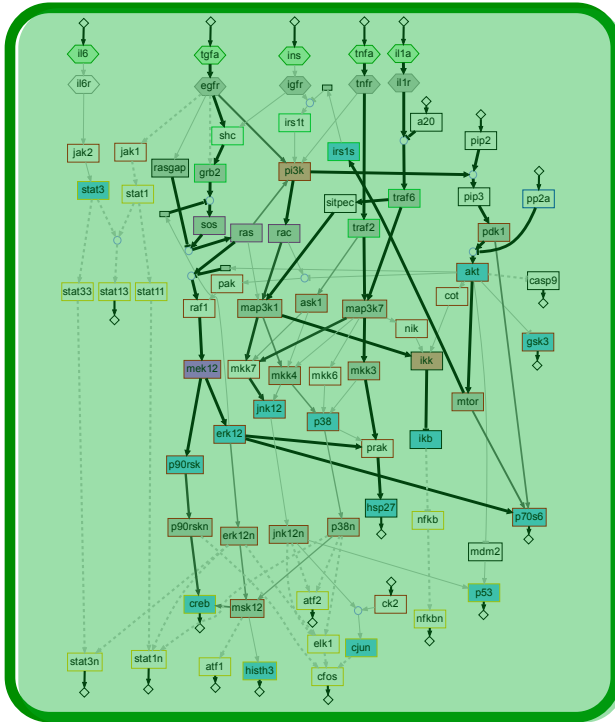 il6 tgfa ins tnfa il1a
il6r egfr igfr tnfr il1r
irs1t a20
shc pip2
jak2 jak1 irs1s
rasgap grb2 pi3k
stat3 stat1 pip3 pp2a
sitpec traf6
sos ras rac traf2 pdk1
akt casp9
stat33 stat13 stat11 pak cot
raf1 map3k1 ask1 map3k7
nik gsk3
mek12 mkk7 mkk4 mkk6 mkk3 ikk
jnk12 mtor
erk12 p38 ikb
prak
p90rsk
hsp27
p90rskn erk12n jnk12n p38n nfkb p70s6
mdm2
p53
creb msk12 atf2 ck2
nfkbn
elk1 cjun
stat3n stat1n atf1 histh3 cfos